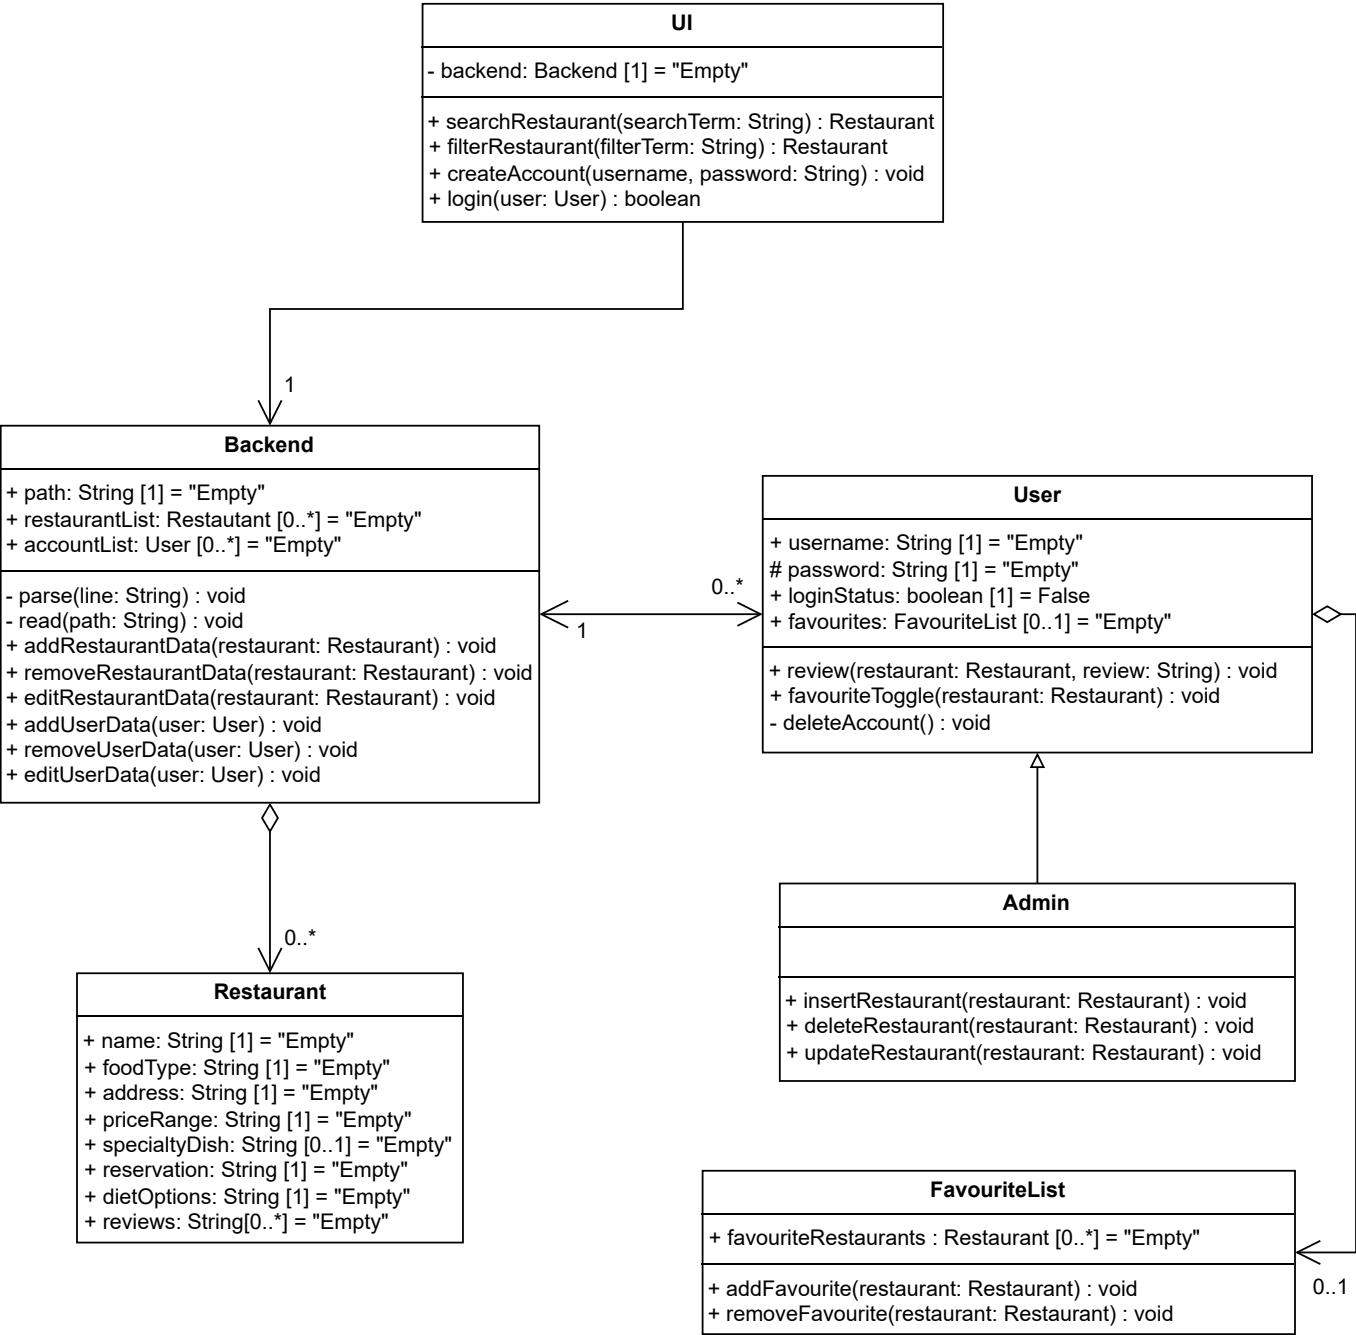 UI
- backend: Backend [1] = "Empty"
+ searchRestaurant(searchTerm: String) : Restaurant
+ filterRestaurant(filterTerm: String) : Restaurant
+ createAccount(username, password: String) : void
+ login(user: User) : boolean
1
Backend
+ path: String [1] = "Empty"
+ restaurantList: Restautant [0..*] = "Empty"
+ accountList: User [0..*] = "Empty"
- parse(line: String) : void
- read(path: String) : void
+ addRestaurantData(restaurant: Restaurant) : void
+ removeRestaurantData(restaurant: Restaurant) : void
+ editRestaurantData(restaurant: Restaurant) : void
+ addUserData(user: User) : void
+ removeUserData(user: User) : void
+ editUserData(user: User) : void
0..*
1
User
+ username: String [1] = "Empty"
# password: String [1] = "Empty"
+ loginStatus: boolean [1] = False
+ favourites: FavouriteList [0..1] = "Empty"
+ review(restaurant: Restaurant, review: String) : void
+ favouriteToggle(restaurant: Restaurant) : void
- deleteAccount() : void
Admin
+ insertRestaurant(restaurant: Restaurant) : void
+ deleteRestaurant(restaurant: Restaurant) : void
+ updateRestaurant(restaurant: Restaurant) : void
0..*
Restaurant
+ name: String [1] = "Empty"
+ foodType: String [1] = "Empty"
+ address: String [1] = "Empty"
+ priceRange: String [1] = "Empty"
+ specialtyDish: String [0..1] = "Empty"
+ reservation: String [1] = "Empty"
+ dietOptions: String [1] = "Empty"
+ reviews: String[0..*] = "Empty"
FavouriteList
+ favouriteRestaurants : Restaurant [0..*] = "Empty"
+ addFavourite(restaurant: Restaurant) : void
+ removeFavourite(restaurant: Restaurant) : void
0..1